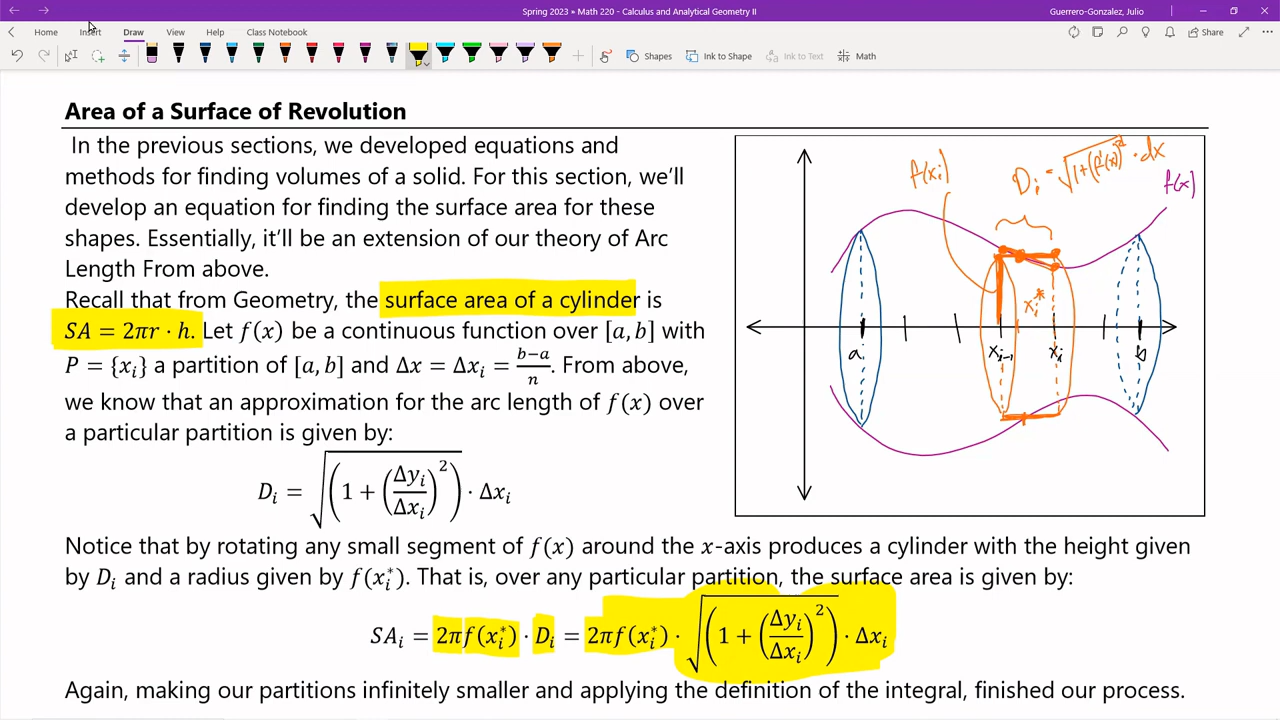 Spring 2023 » Math 220 - Calculus and Analytical Geometry II
Guerrero-Gonzalez, Julio
Home Insert Draw View Help Class Notebook
Share
Shapes Ink to Shape Ink to Text Math
Area of a Surface of Revolution
In the previous sections, we developed equations and
methods for finding volumes of a solid. For this section, we'll
develop an equation for finding the surface area for these
shapes. Essentially, it'll be an extension of our theory of Arc
Length From above.
Recall that from Geometry, the surface area of a cylinder is
SA = 2πr · h. Let f(x) be a continuous function over [a, b] with
P = {xᵢ} a partition of [a, b] and Δx = Δxᵢ = (b−a)/n. From above,
we know that an approximation for the arc length of f(x) over
a particular partition is given by:
Dᵢ = √((1 + (Δyᵢ/Δxᵢ)²)) · Δxᵢ
f(xᵢ)
Dᵢ = √(1+(f'(x))²) · dx
f(x)
xᵢ*
a xᵢ₋₁ xᵢ b
Notice that by rotating any small segment of f(x) around the x-axis produces a cylinder with the height given
by Dᵢ and a radius given by f(xᵢ*). That is, over any particular partition, the surface area is given by:
SAᵢ = 2πf(xᵢ*) · Dᵢ = 2πf(xᵢ*) · √((1 + (Δyᵢ/Δxᵢ)²)) · Δxᵢ
Again, making our partitions infinitely smaller and applying the definition of the integral, finished our process.